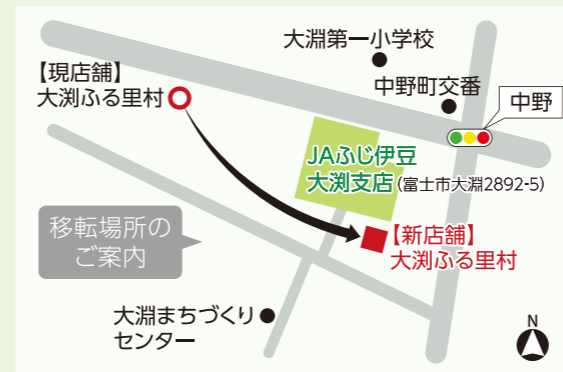 大淵第一小学校
【現店舗】
大渕ふる里村
中野町交番
中野
JAふじ伊豆
大渕支店(富士市大淵2892-5)
移転場所の
ご案内
【新店舗】
大渕ふる里村
大淵まちづくり
センター
N